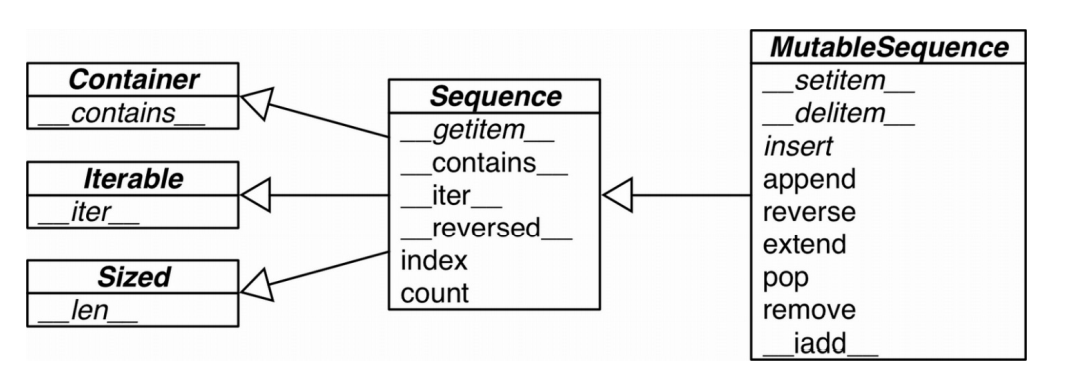 Container
__contains__
Iterable
__iter__
Sized
__len__
Sequence
__getitem__
__contains__
__iter__
__reversed__
index
count
MutableSequence
__setitem__
__delitem__
insert
append
reverse
extend
pop
remove
__iadd__